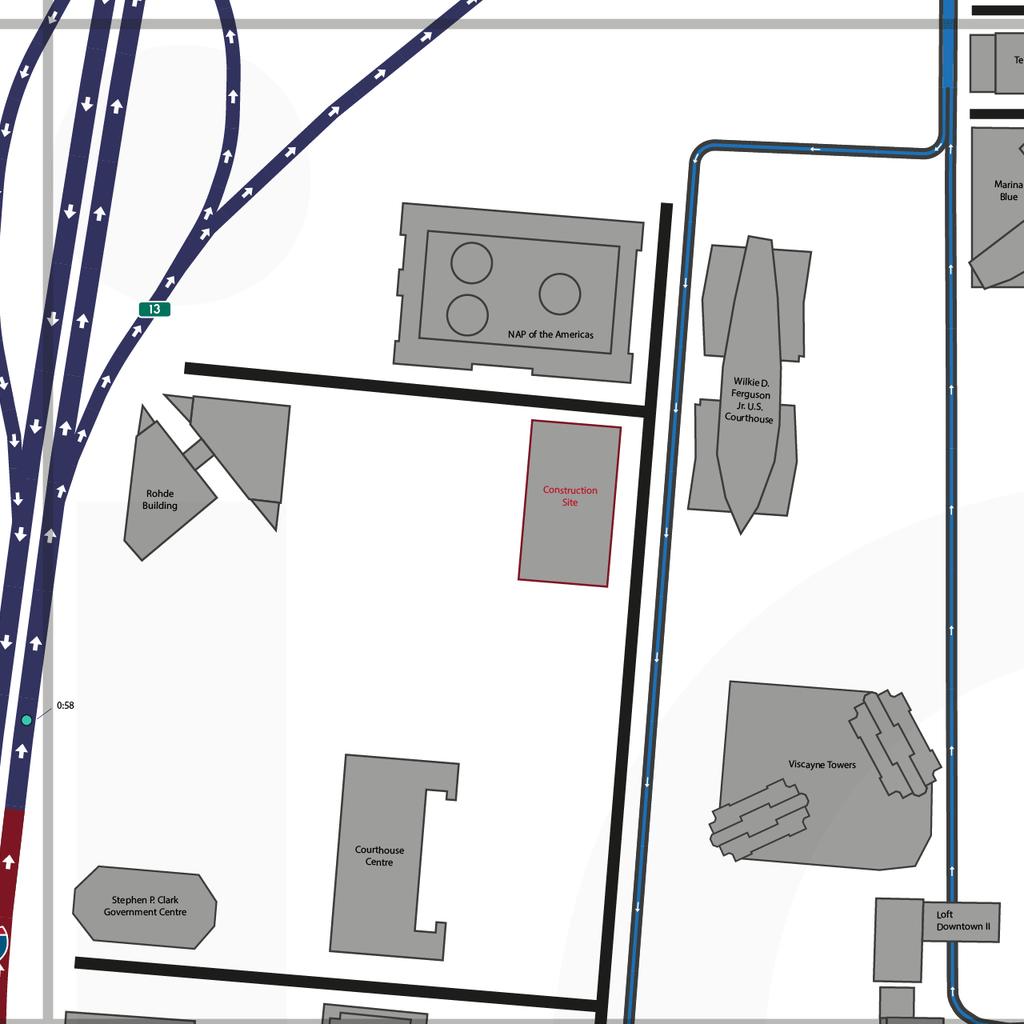 Te
Marina
Blue
13
NAP of the Americas
Wilkie D.
Ferguson
Jr. U.S.
Courthouse
Rohde
Building
Construction
Site
0:58
Viscayne Towers
Courthouse
Centre
Stephen P. Clark
Government Centre
Loft
Downtown II